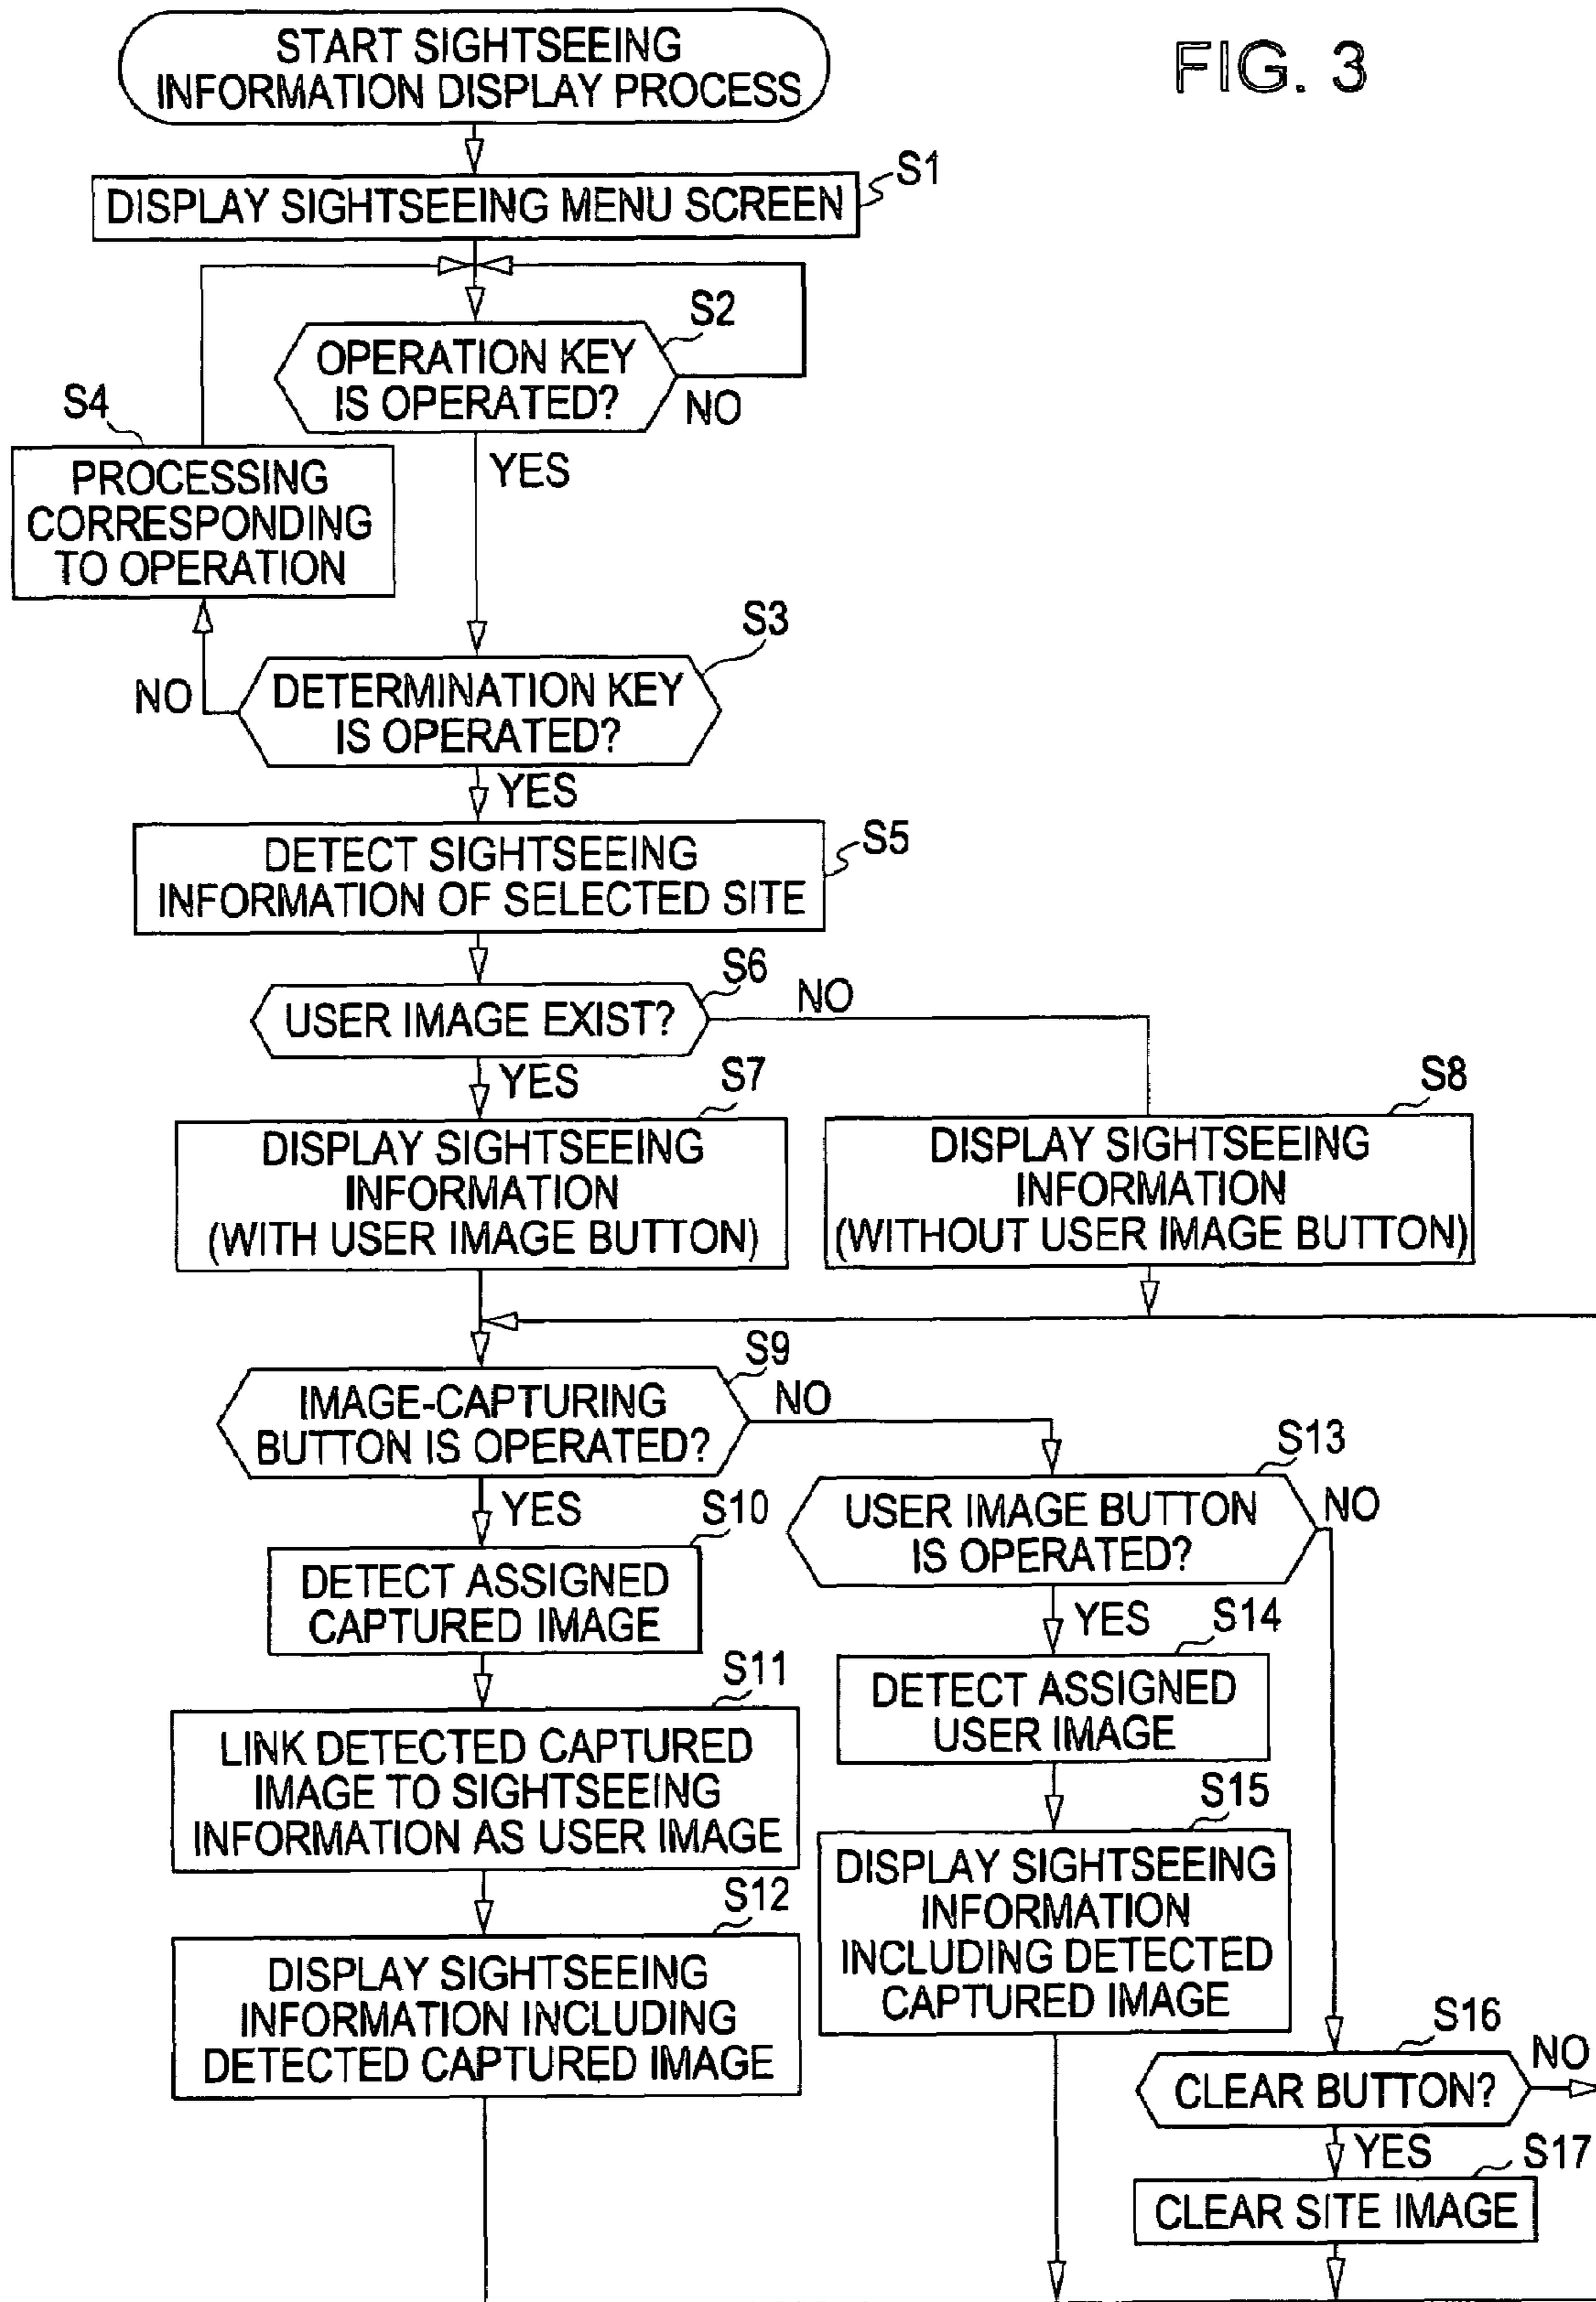 FIG. 3
START SIGHTSEEING
INFORMATION DISPLAY PROCESS
S1
DISPLAY SIGHTSEEING MENU SCREEN
S2
OPERATION KEY
IS OPERATED?
NO
YES
S4
PROCESSING
CORRESPONDING
TO OPERATION
S3
DETERMINATION KEY
IS OPERATED?
NO
YES
S5
DETECT SIGHTSEEING
INFORMATION OF SELECTED SITE
S6
USER IMAGE EXIST?
NO
YES
S7
DISPLAY SIGHTSEEING
INFORMATION
(WITH USER IMAGE BUTTON)
S8
DISPLAY SIGHTSEEING
INFORMATION
(WITHOUT USER IMAGE BUTTON)
S9
IMAGE-CAPTURING
BUTTON IS OPERATED?
NO
YES
S10
DETECT ASSIGNED
CAPTURED IMAGE
S11
LINK DETECTED CAPTURED
IMAGE TO SIGHTSEEING
INFORMATION AS USER IMAGE
S12
DISPLAY SIGHTSEEING
INFORMATION INCLUDING
DETECTED CAPTURED IMAGE
S13
USER IMAGE BUTTON
IS OPERATED?
NO
YES
S14
DETECT ASSIGNED
USER IMAGE
S15
DISPLAY SIGHTSEEING
INFORMATION
INCLUDING DETECTED
CAPTURED IMAGE
S16
CLEAR BUTTON?
NO
YES
S17
CLEAR SITE IMAGE